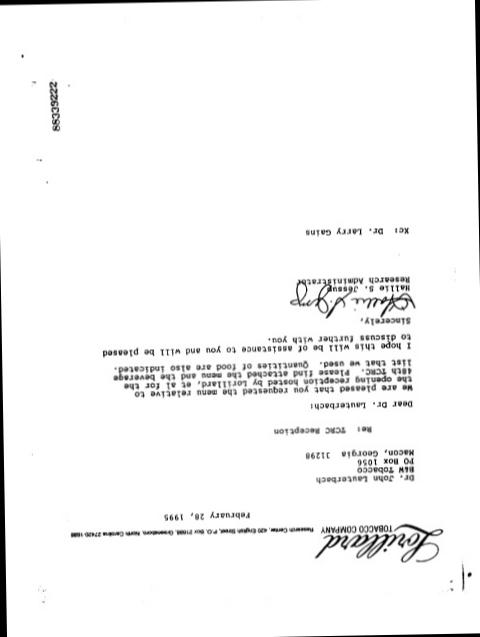 Lorillard
TOBACCO COMPANY Research Center, 420 English Street, P.O. Box 21688, Greensboro, North Carolina 27420-1688
February 28, 1995
Dr. John Lauterbach
B&W Tobacco
PO Box 1056
Macon, Georgia 31298
Re: TCRC Reception
Dear Dr. Lauterbach:
We are pleased that you requested the menu relative to
the opening reception hosted by Lorillard, et al for the
48th TCRC. Please find attached the menu and the beverage
list that we used. Quantities of food are also indicated.
I hope this will be of assistance to you and will be pleased
to discuss further with you.
Sincerely,
Hallie S. Jessup
Research Administrator
Xc: Dr. Larry Gains
88339222